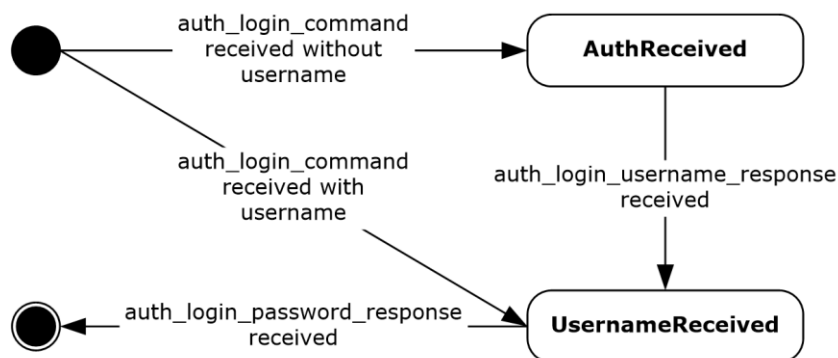 auth_login_command
received without
username
AuthReceived
auth_login_command
received with
username
auth_login_username_response
received
auth_login_password_response
received
UsernameReceived